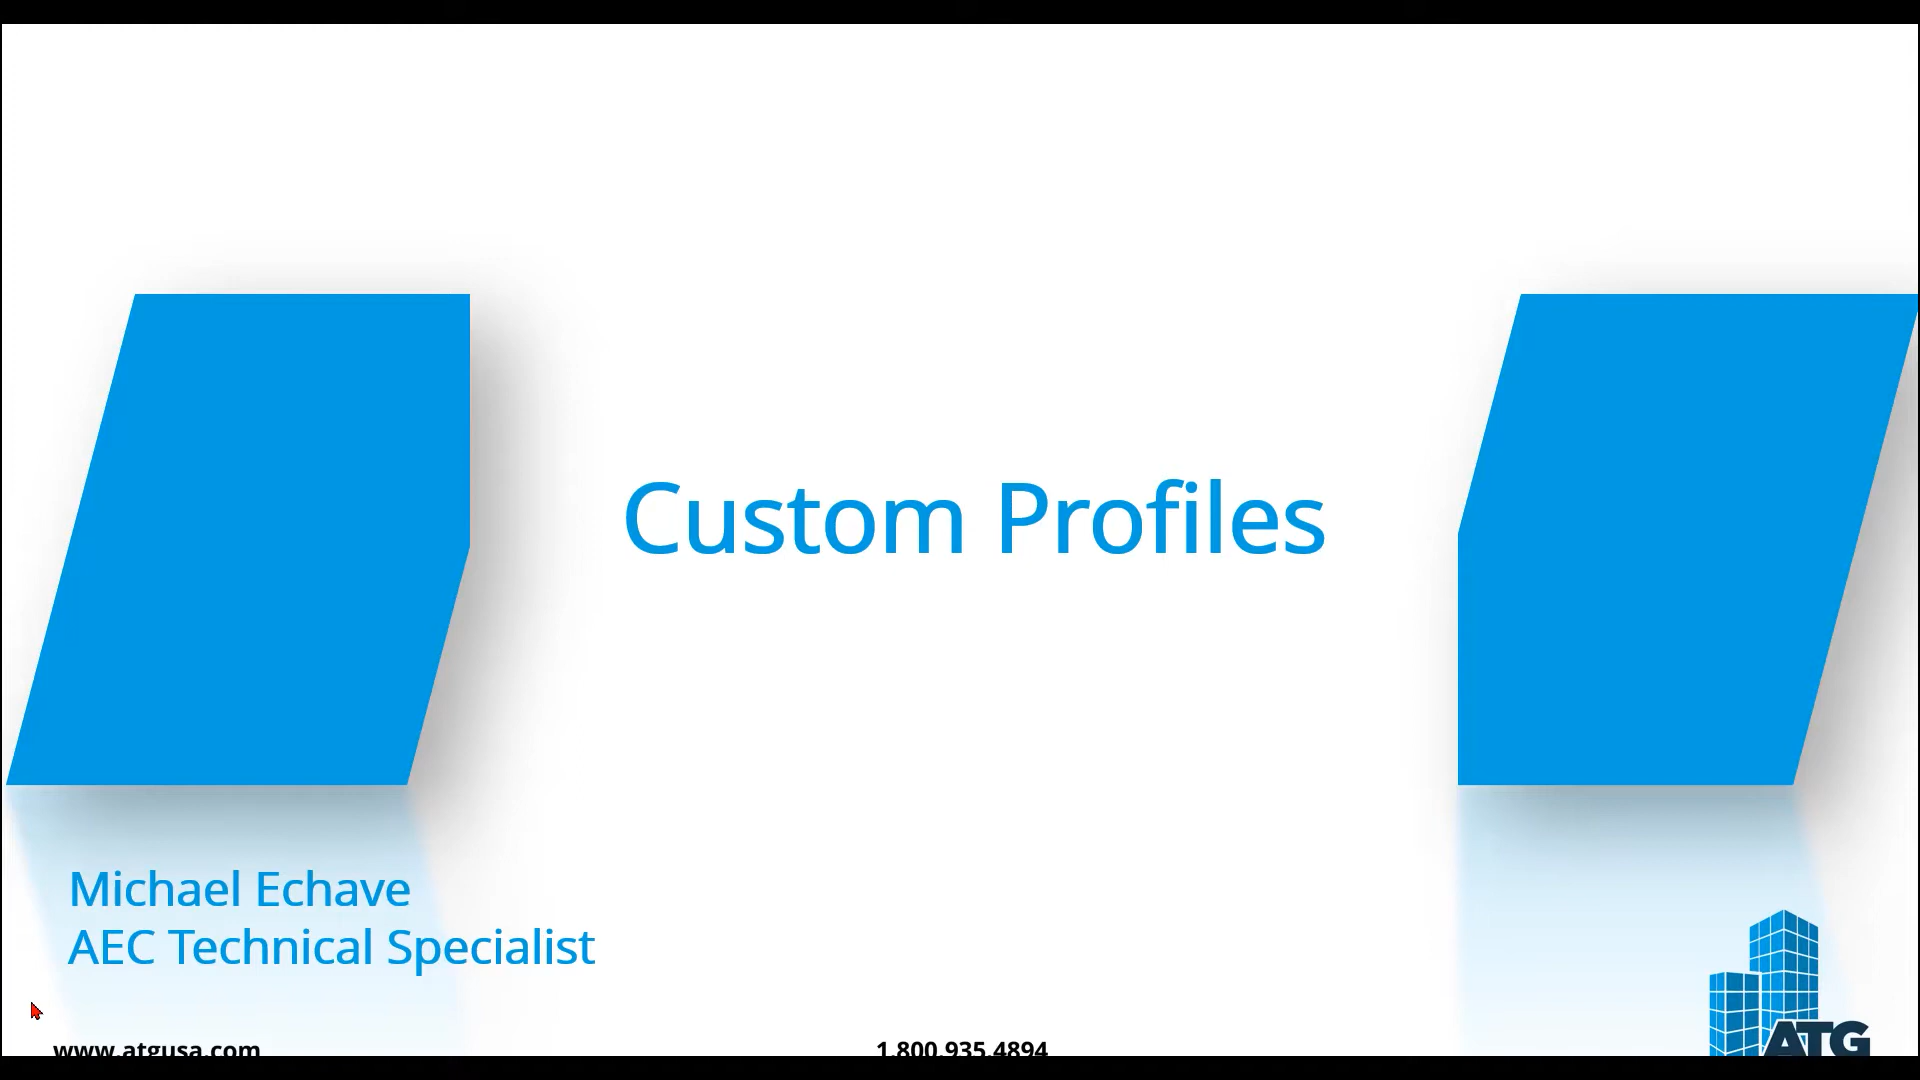 Custom Profiles
Michael Echave
AEC Technical Specialist
www.atgusa.com
1.800.935.4894
ATG